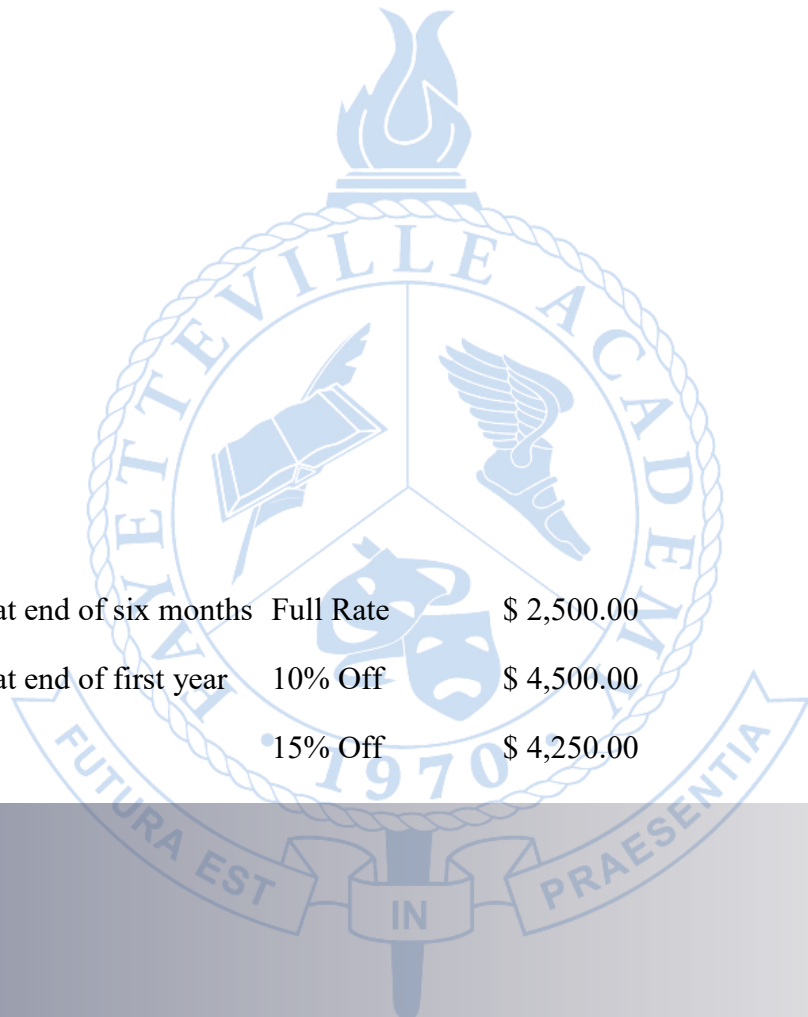 FAYETTEVILLE ACADEMY
at end of six months Full Rate $ 2,500.00
at end of first year 10% Off $ 4,500.00
15% Off $ 4,250.00
• 1970 •
FUTURA EST IN PRAESENTIA